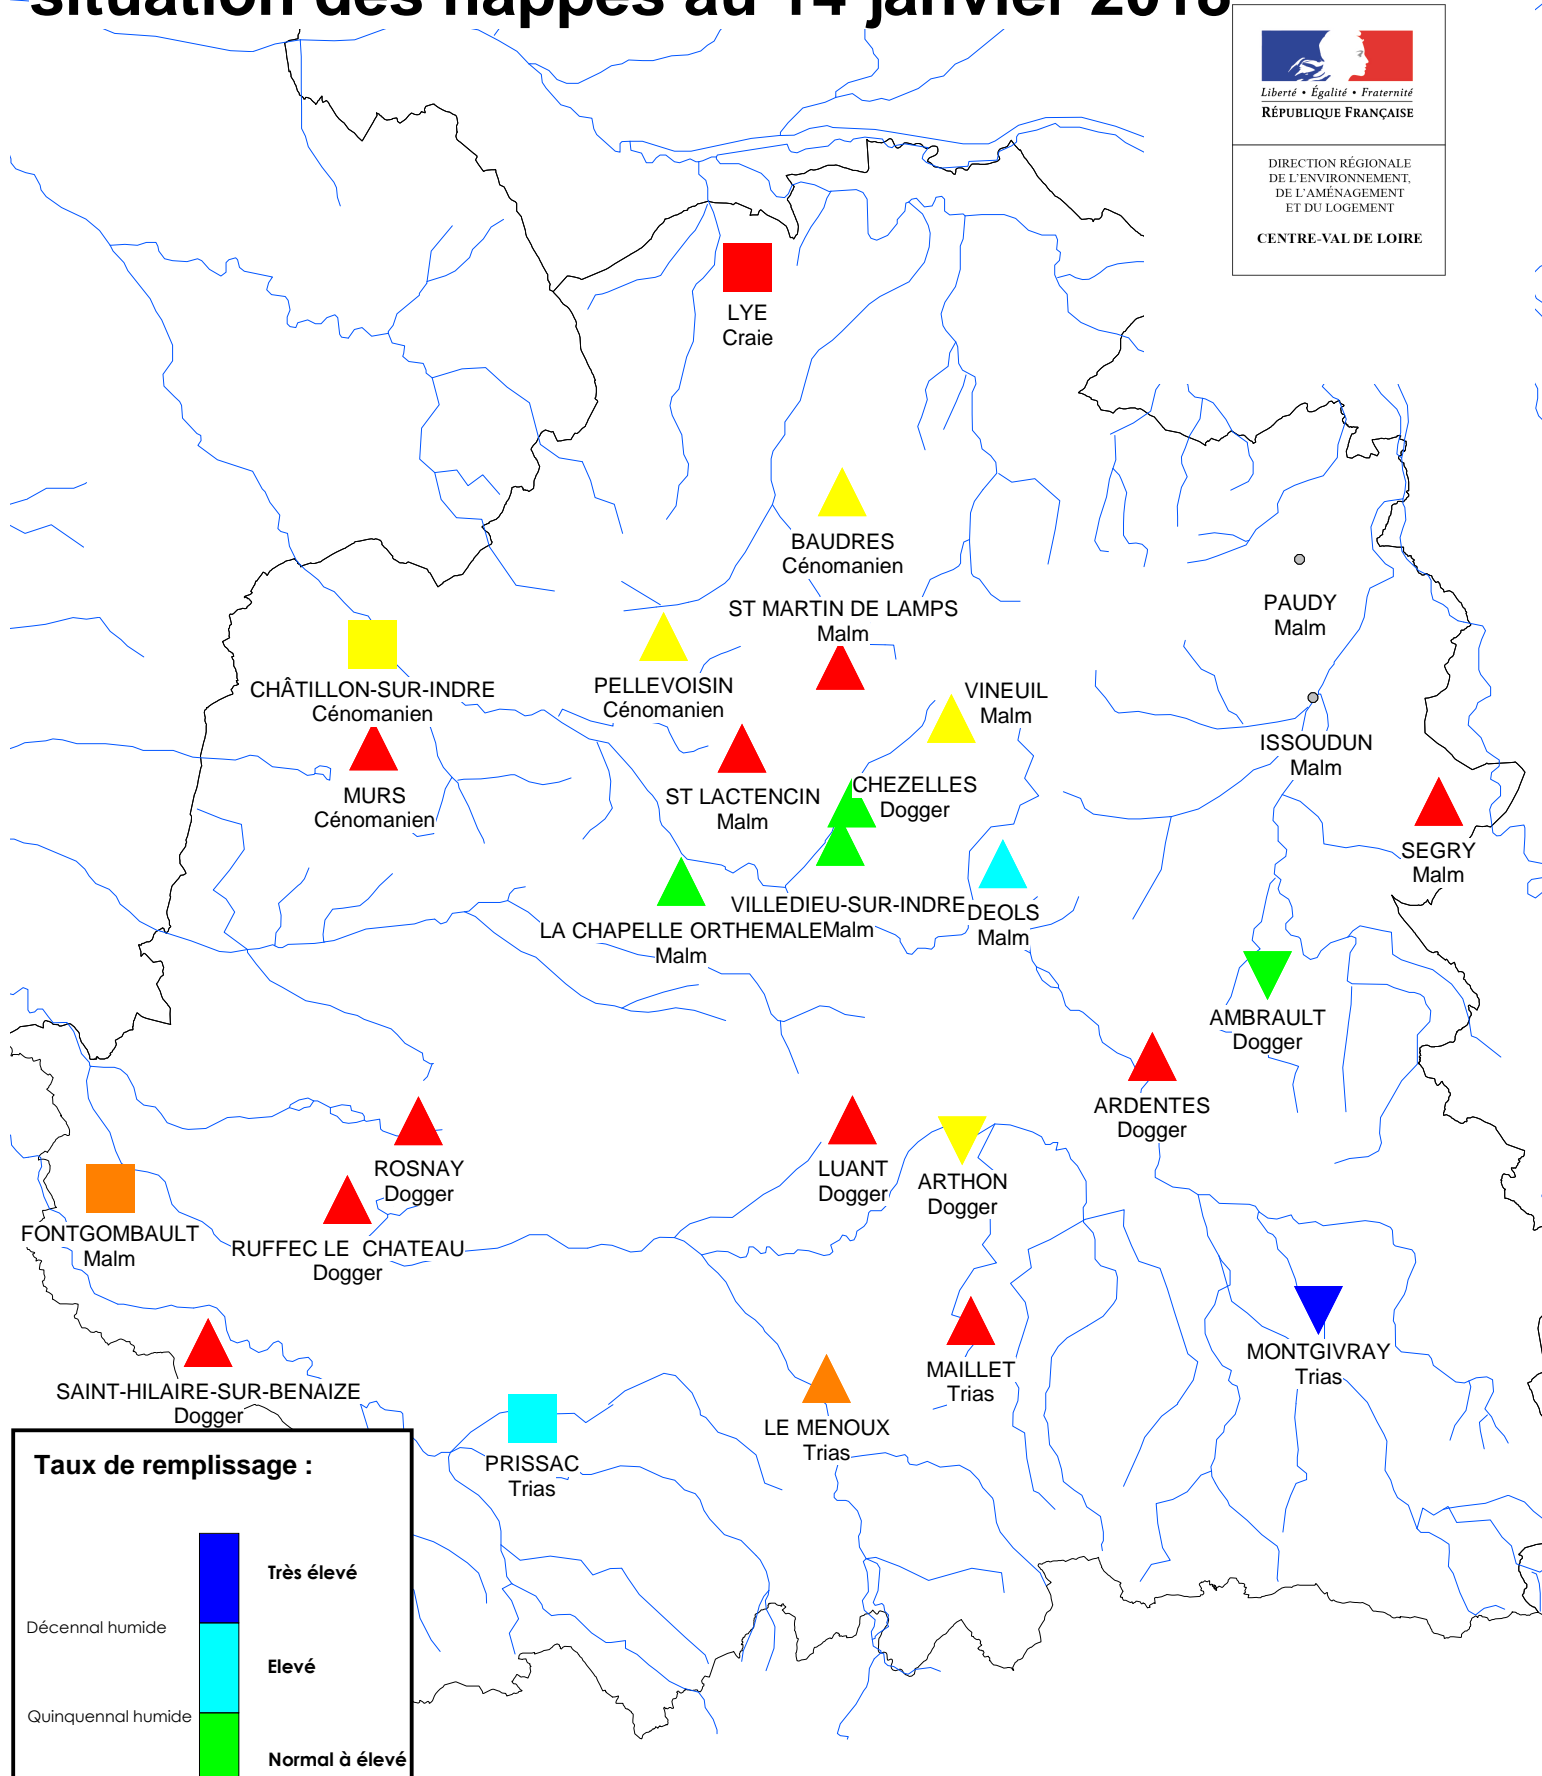 situation des nappes au 14 janvier 2018
Liberté • Égalité • Fraternité
RÉPUBLIQUE FRANÇAISE
DIRECTION RÉGIONALE
DE L'ENVIRONNEMENT,
DE L'AMÉNAGEMENT
ET DU LOGEMENT
CENTRE-VAL DE LOIRE
LYE
Craie
BAUDRES
Cénomanien
ST MARTIN DE LAMPS
Malm
PAUDY
Malm
CHÂTILLON-SUR-INDRE
Cénomanien
PELLEVOISIN
Cénomanien
VINEUIL
Malm
ISSOUDUN
Malm
MURS
Cénomanien
ST LACTENCIN
Malm
CHEZELLES
Dogger
SEGRY
Malm
VILLEDIEU-SUR-INDRE
Malm
LA CHAPELLE ORTHEMALE
Malm
DEOLS
Malm
AMBRAULT
Dogger
ARDENTES
Dogger
ROSNAY
Dogger
LUANT
Dogger
ARTHON
Dogger
FONTGOMBAULT
Malm
RUFFEC LE CHATEAU
Dogger
MONTGIVRAY
Trias
MAILLET
Trias
SAINT-HILAIRE-SUR-BENAIZE
Dogger
LE MENOUX
Trias
PRISSAC
Trias
Taux de remplissage :
Très élevé
Décennal humide
Elevé
Quinquennal humide
Normal à élevé